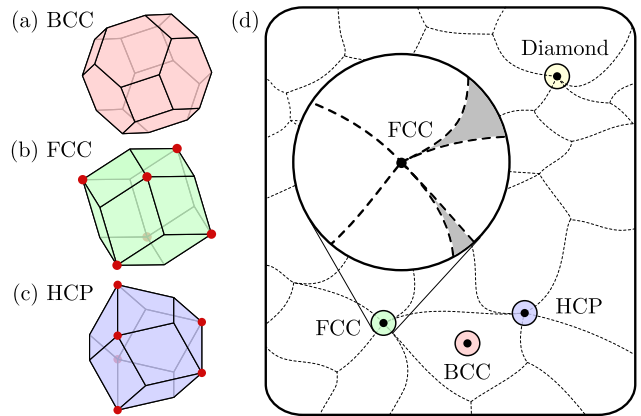 (a) BCC
(b) FCC
(c) HCP
(d)
Diamond
FCC
HCP
FCC
BCC